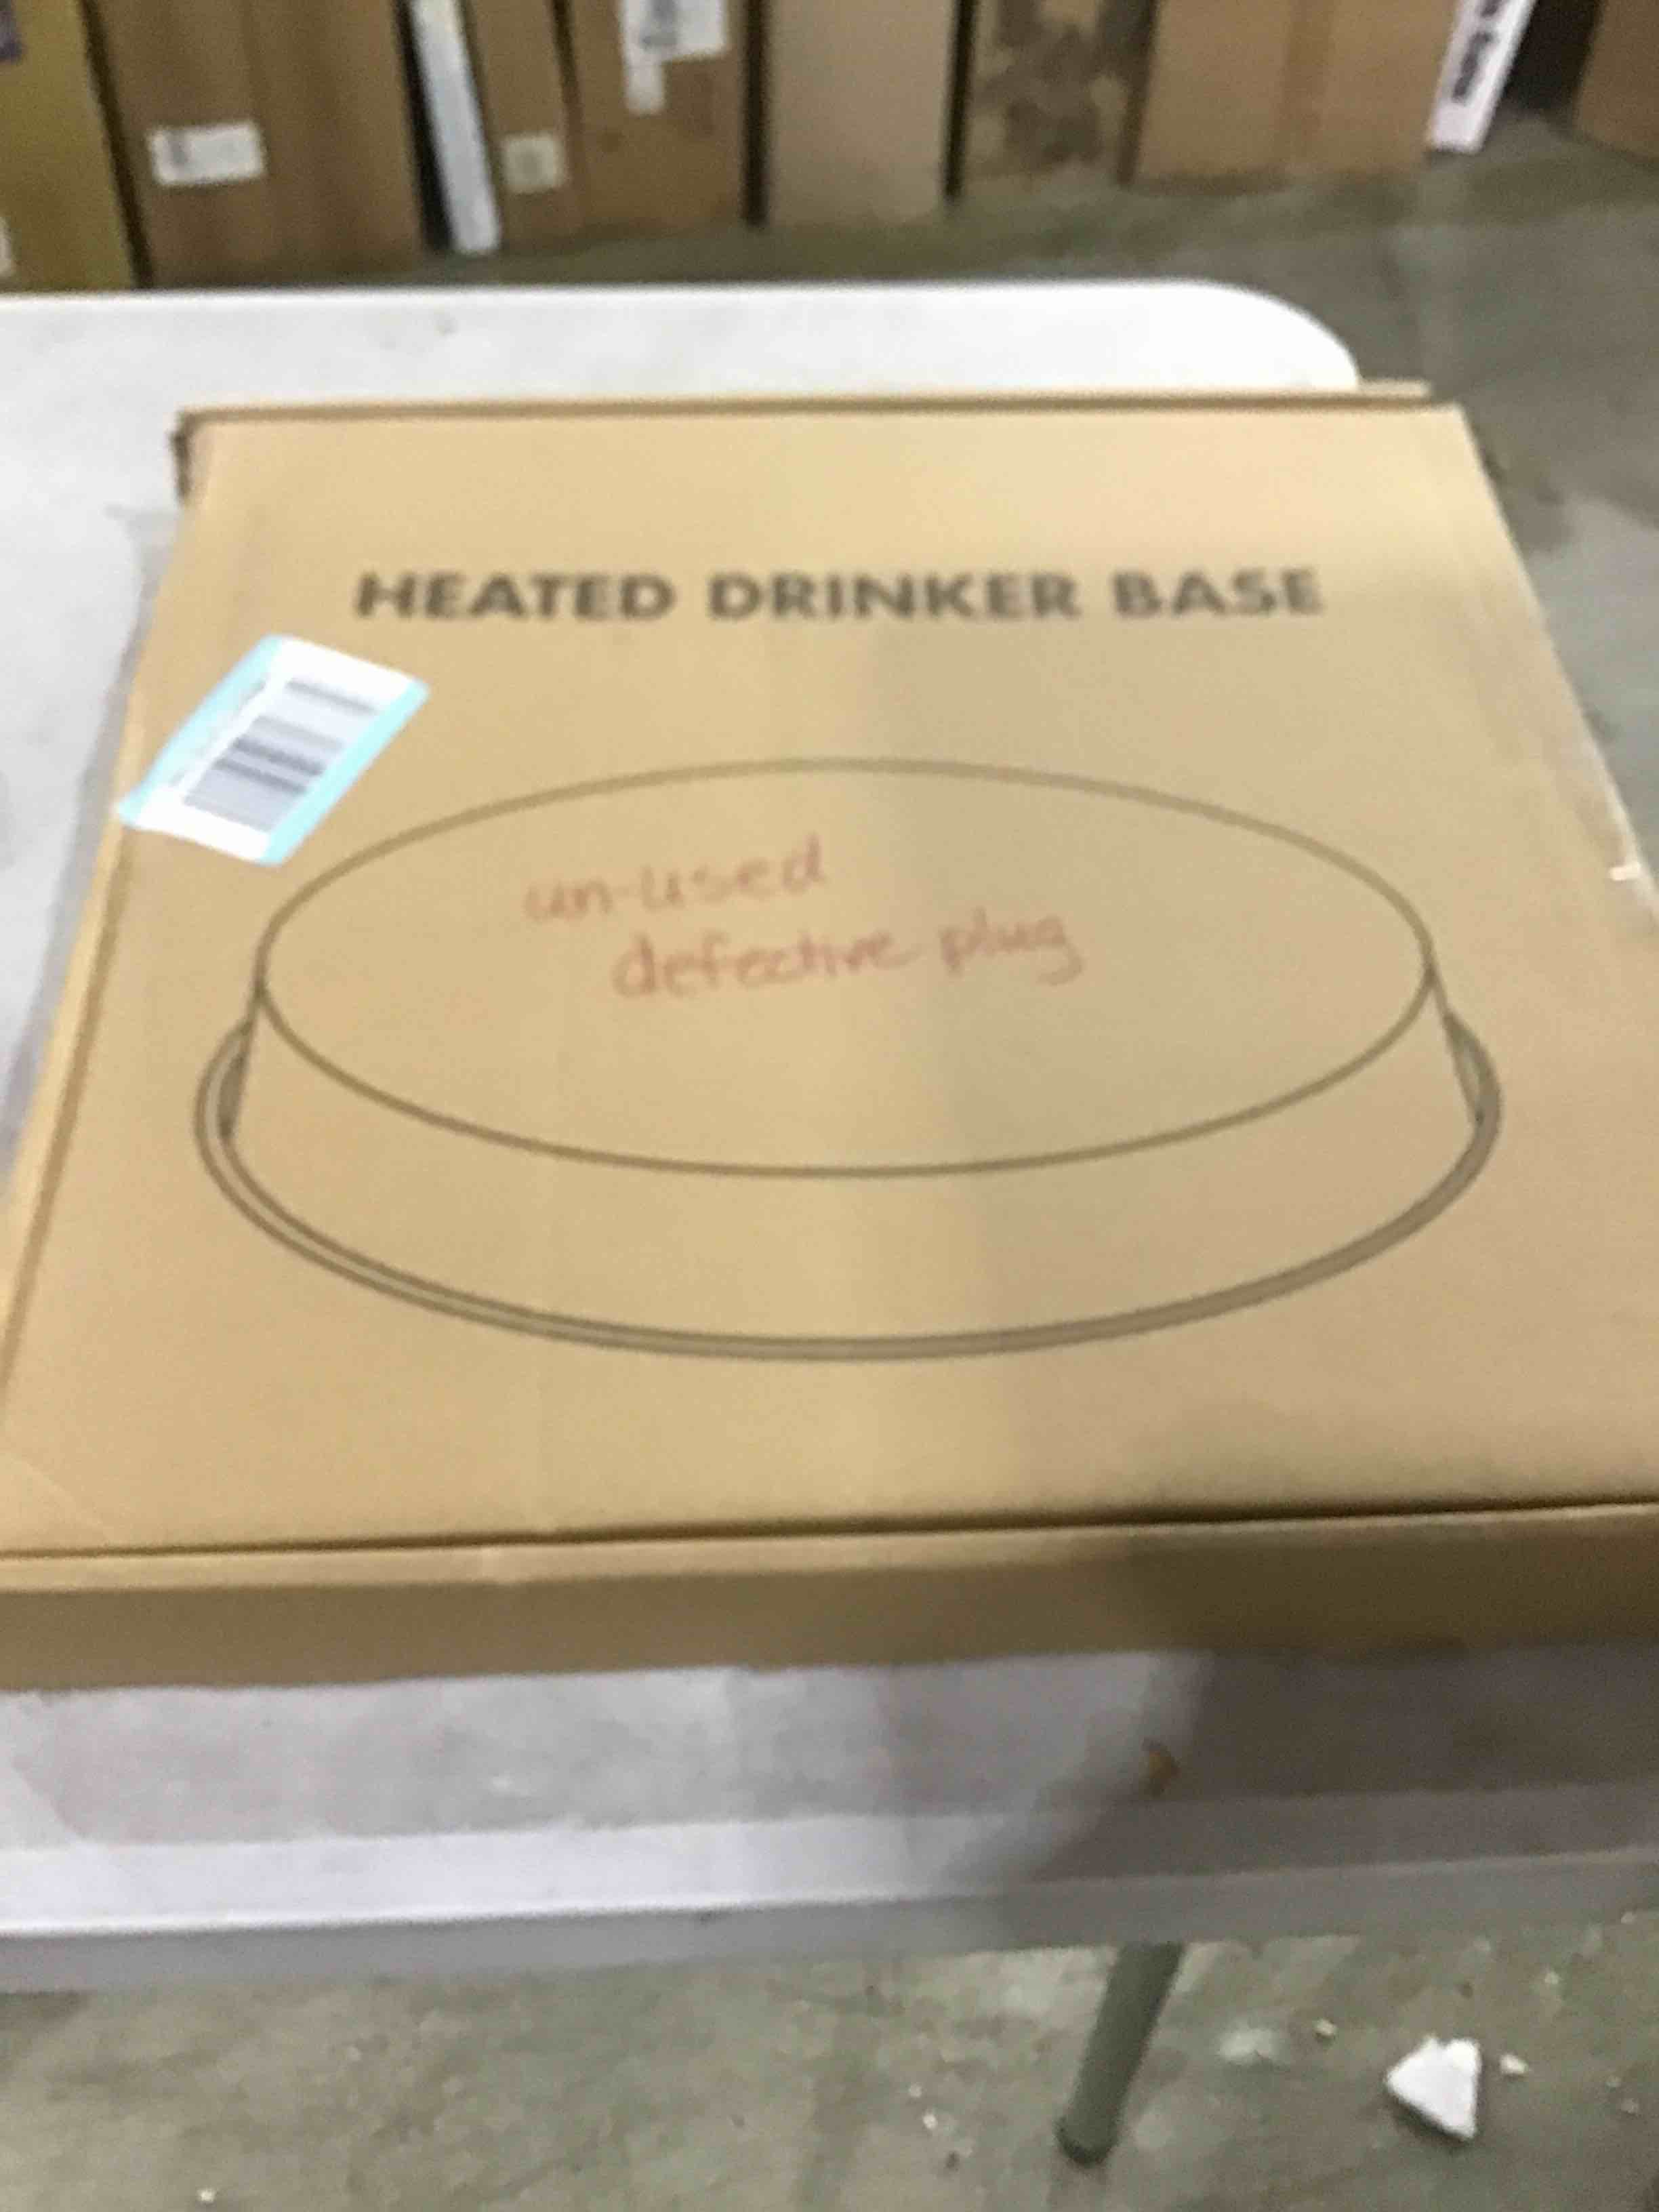 HEATED DRINKER BASE
un-used
defective plug